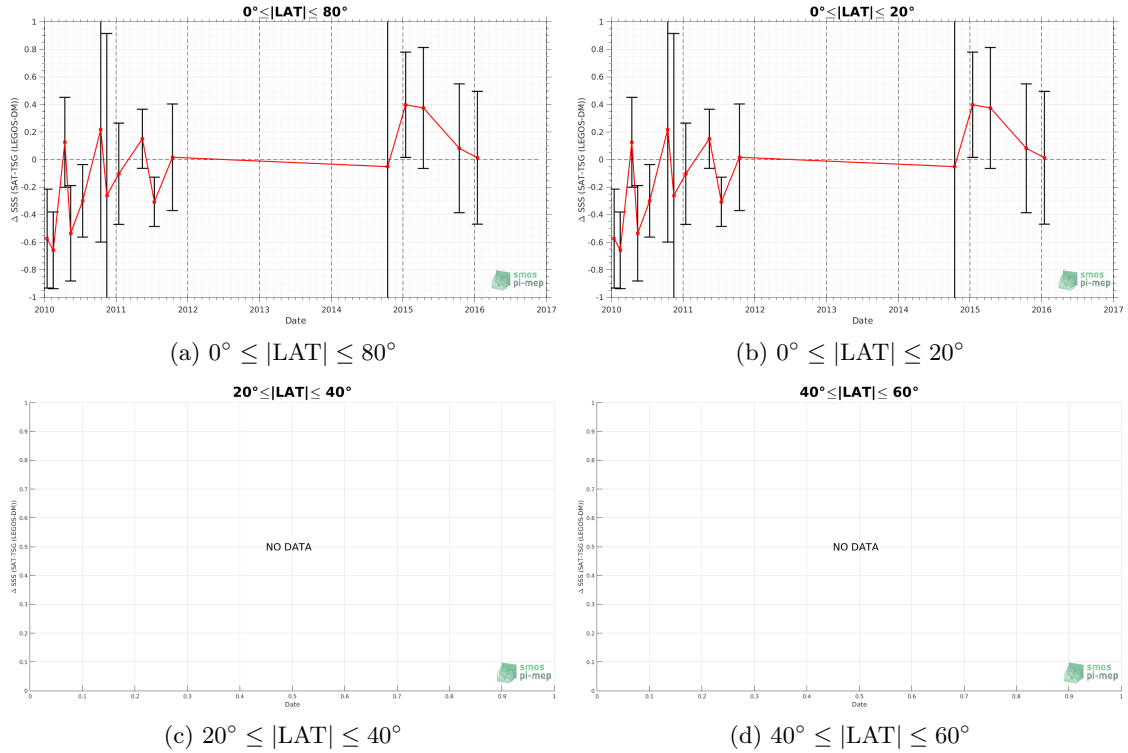 0°≤|LAT|≤ 80°
1
0.8
0.6
0.4
0.2
0
-0.2
-0.4
-0.6
-0.8
-1
Δ SSS (SAT-TSG (LEGOS-DM))
2010 2011 2012 2013 2014 2015 2016 2017
Date
smos
pi-mep
(a) 0° ≤ |LAT| ≤ 80°
0°≤|LAT|≤ 20°
1
0.8
0.6
0.4
0.2
0
-0.2
-0.4
-0.6
-0.8
-1
Δ SSS (SAT-TSG (LEGOS-DM))
2010 2011 2012 2013 2014 2015 2016 2017
Date
smos
pi-mep
(b) 0° ≤ |LAT| ≤ 20°
20°≤|LAT|≤ 40°
1
0.9
0.8
0.7
0.6
0.5
0.4
0.3
0.2
0.1
0
Δ SSS (SAT-TSG (LEGOS-DM))
NO DATA
0 0.1 0.2 0.3 0.4 0.5 0.6 0.7 0.8 0.9 1
Date
smos
pi-mep
(c) 20° ≤ |LAT| ≤ 40°
40°≤|LAT|≤ 60°
1
0.9
0.8
0.7
0.6
0.5
0.4
0.3
0.2
0.1
0
Δ SSS (SAT-TSG (LEGOS-DM))
NO DATA
0 0.1 0.2 0.3 0.4 0.5 0.6 0.7 0.8 0.9 1
Date
smos
pi-mep
(d) 40° ≤ |LAT| ≤ 60°